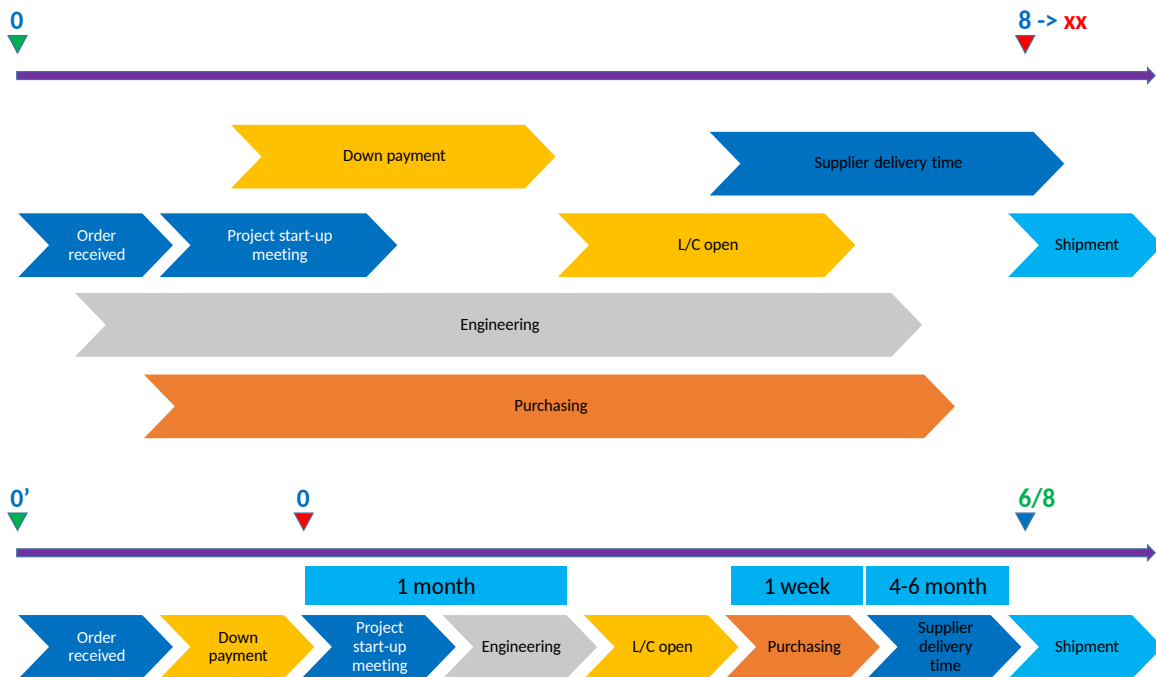 0
8 -> xx
Down payment
Supplier delivery time
Order
received
Project start-up
meeting
L/C open
Shipment
Engineering
Purchasing
0’
0
6/8
1 month
1 week
4-6 month
Order
received
Down
payment
Project
start-up
meeting
Engineering
L/C open
Purchasing
Supplier
delivery
time
Shipment